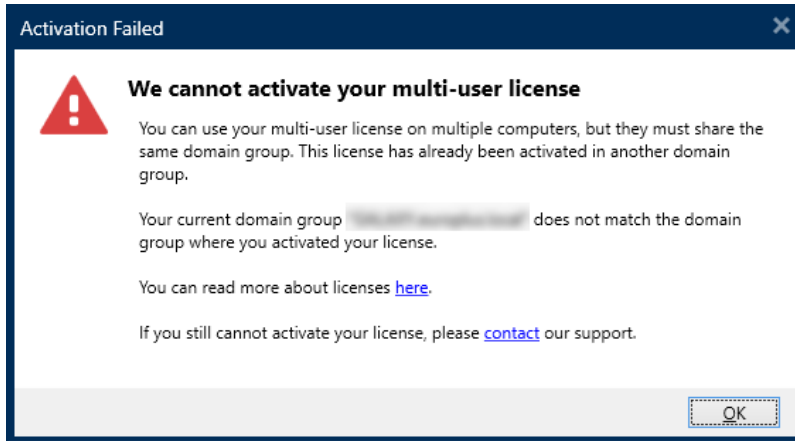 Activation Failed
We cannot activate your multi-user license
You can use your multi-user license on multiple computers, but they must share the
same domain group. This license has already been activated in another domain
group.
Your current domain group does not match the domain
group where you activated your license.
You can read more about licenses here.
If you still cannot activate your license, please contact our support.
OK